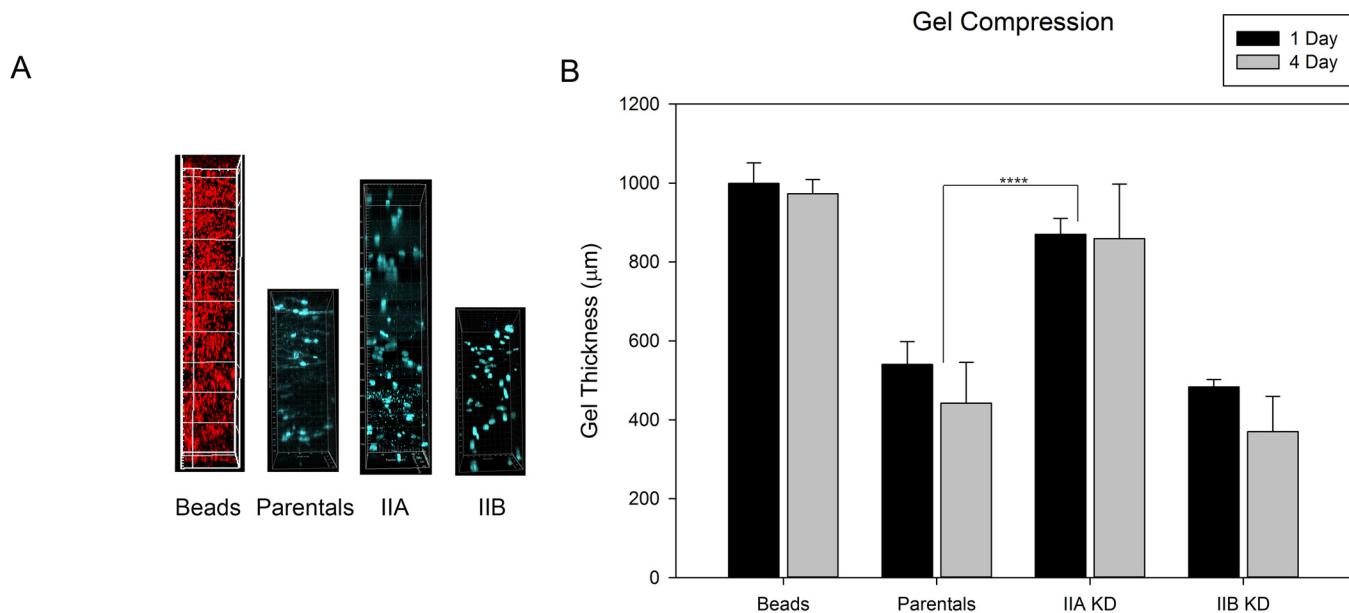 A
Beads
Parentals
IIA
IIB
B
Gel Compression
1 Day
4 Day
Gel Thickness (μm)
1200
1000
800
600
400
200
0
****
Beads
Parentals
IIA KD
IIB KD